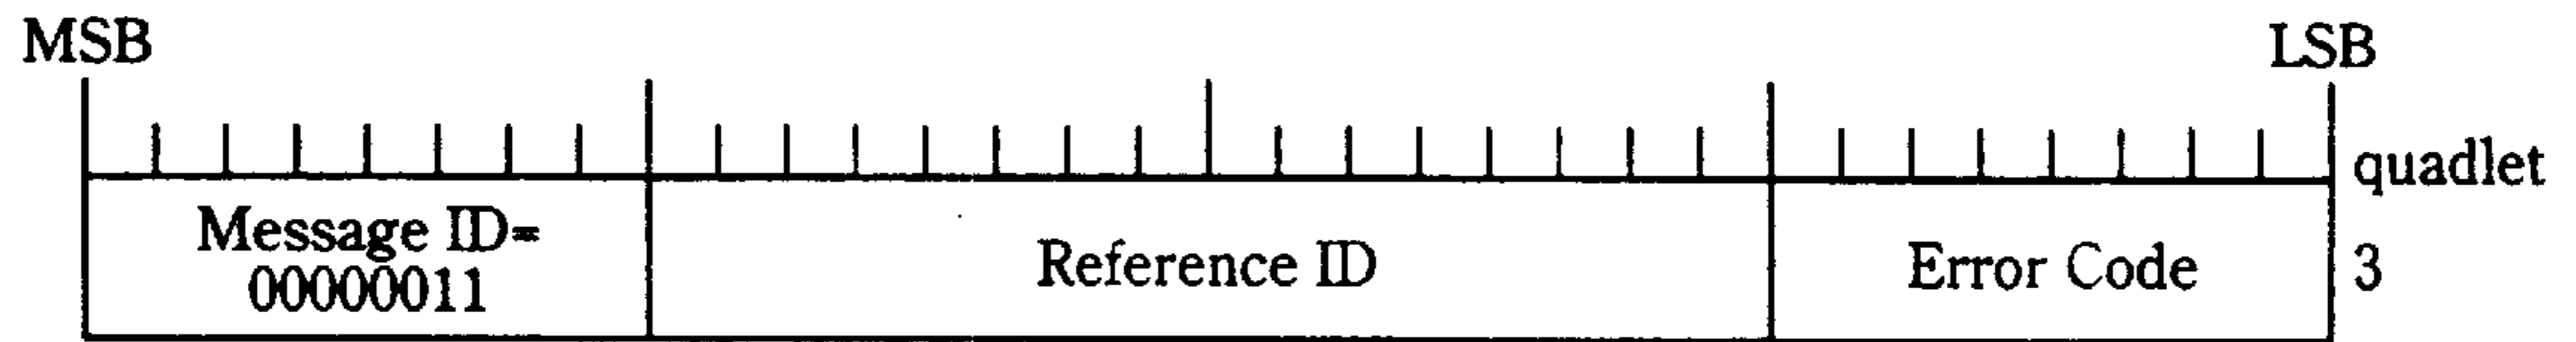 MSB
LSB
quadlet
Message ID=
00000011
Reference ID
Error Code
3